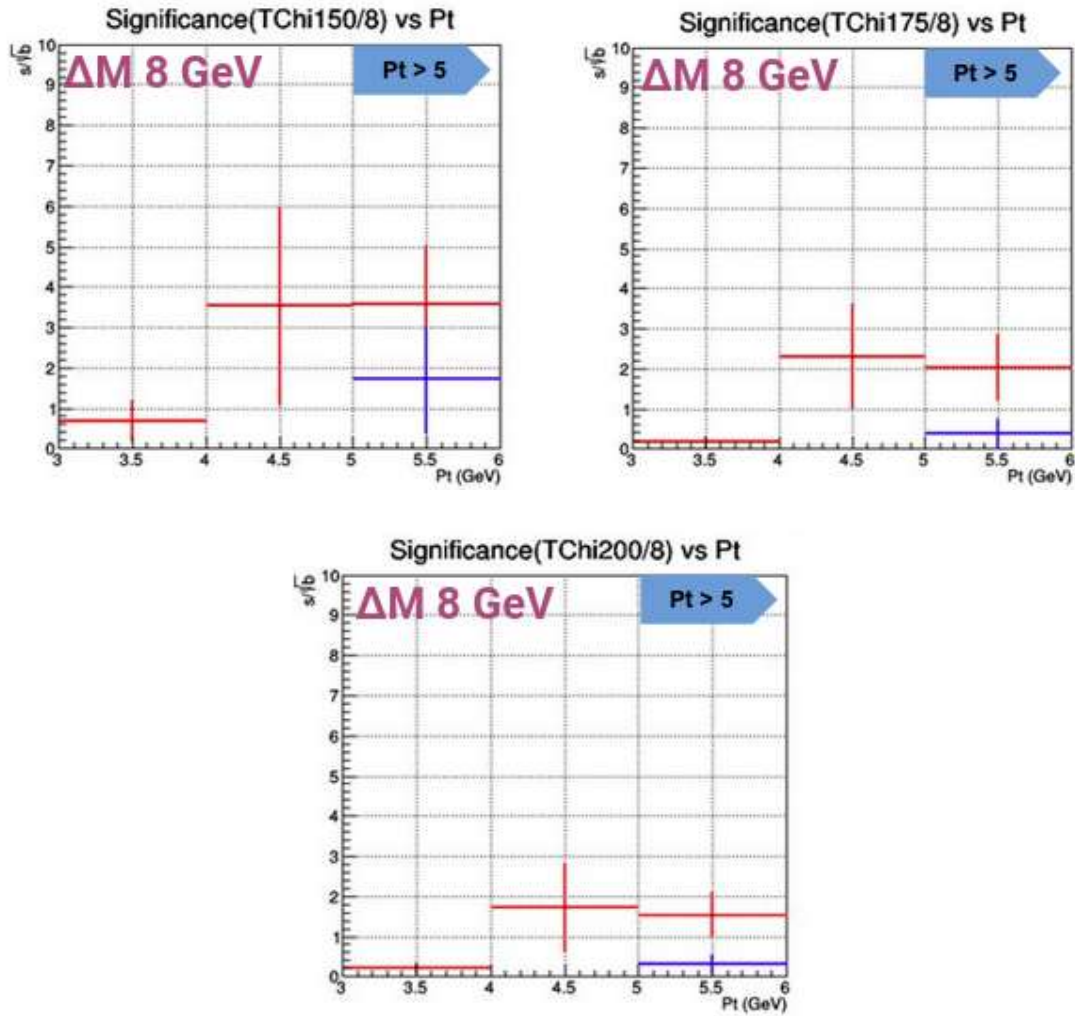 Significance(TChi150/8) vs Pt
s/√b
ΔM 8 GeV
Pt > 5
10
9
8
7
6
5
4
3
2
1
0
3 3.5 4 4.5 5 5.5 6
Pt (GeV)
Significance(TChi175/8) vs Pt
s/√b
ΔM 8 GeV
Pt > 5
10
9
8
7
6
5
4
3
2
1
0
3 3.5 4 4.5 5 5.5 6
Pt (GeV)
Significance(TChi200/8) vs Pt
s/√b
ΔM 8 GeV
Pt > 5
10
9
8
7
6
5
4
3
2
1
0
3 3.5 4 4.5 5 5.5 6
Pt (GeV)